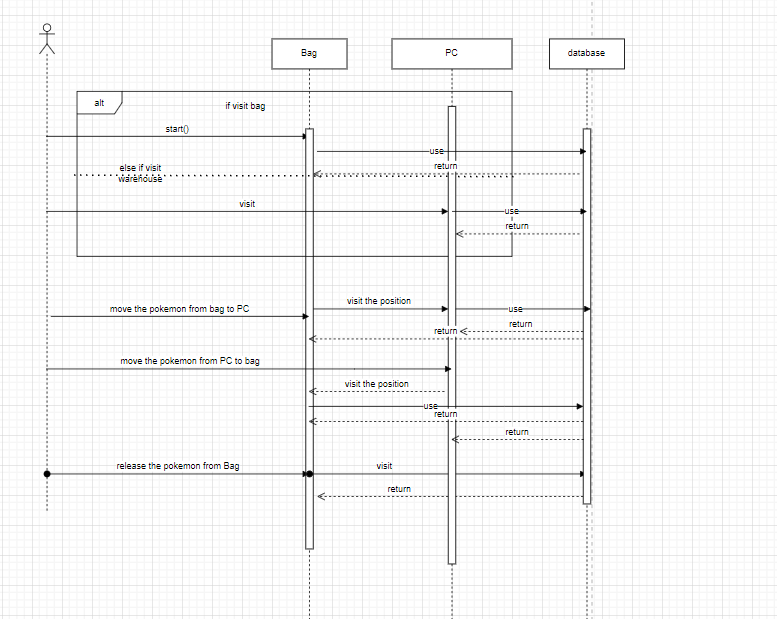 Bag
PC
database
alt
if visit bag
start()
use
return
else if visit
warehouse
visit
use
return
visit the position
move the pokemon from bag to PC
use
return
return
move the pokemon from PC to bag
visit the position
use
return
return
release the pokemon from Bag
visit
return